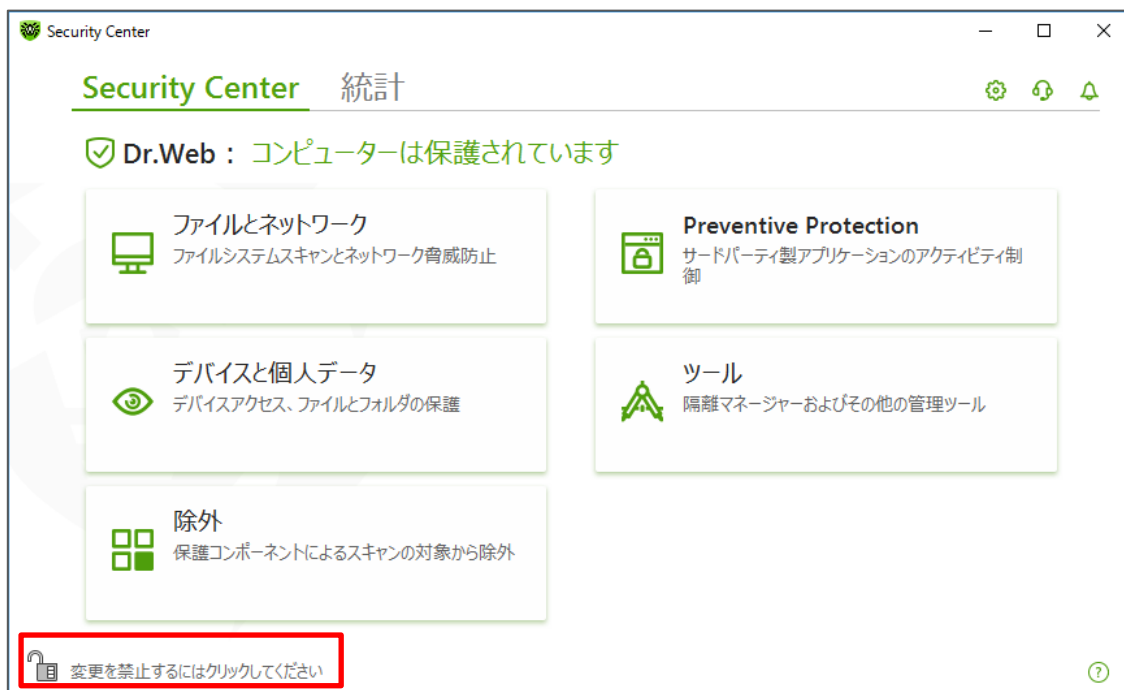 Security Center
Security Center 統計
Dr.Web : コンピューターは保護されています
ファイルとネットワーク
ファイルシステムスキャンとネットワーク脅威防止
Preventive Protection
サードパーティ製アプリケーションのアクティビティ制
御
デバイスと個人データ
デバイスアクセス、ファイルとフォルダの保護
ツール
隔離マネージャーおよびその他の管理ツール
除外
保護コンポーネントによるスキャンの対象から除外
変更を禁止するにはクリックしてください
?